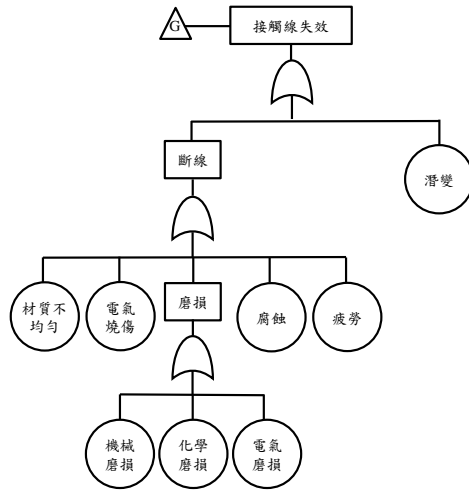 G
接觸線失效
斷線
潛變
材質不
均勻
電氣
燒傷
磨損
腐蝕
疲勞
機械
磨損
化學
磨損
電氣
磨損